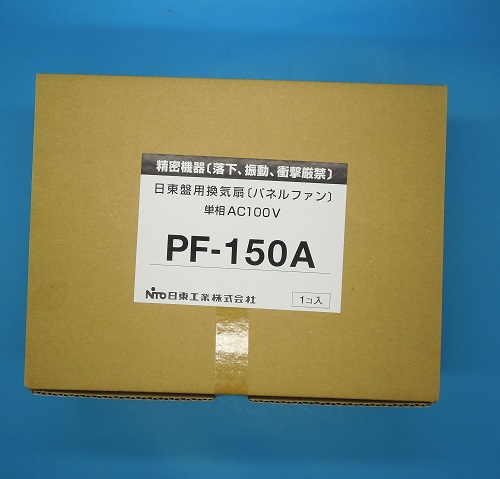 精密機器〔落下、振動、衝撃厳禁〕
日東盤用換気扇〔パネルファン〕
単相AC100V
PF-150A
NITO日東工業株式会社
1コ入